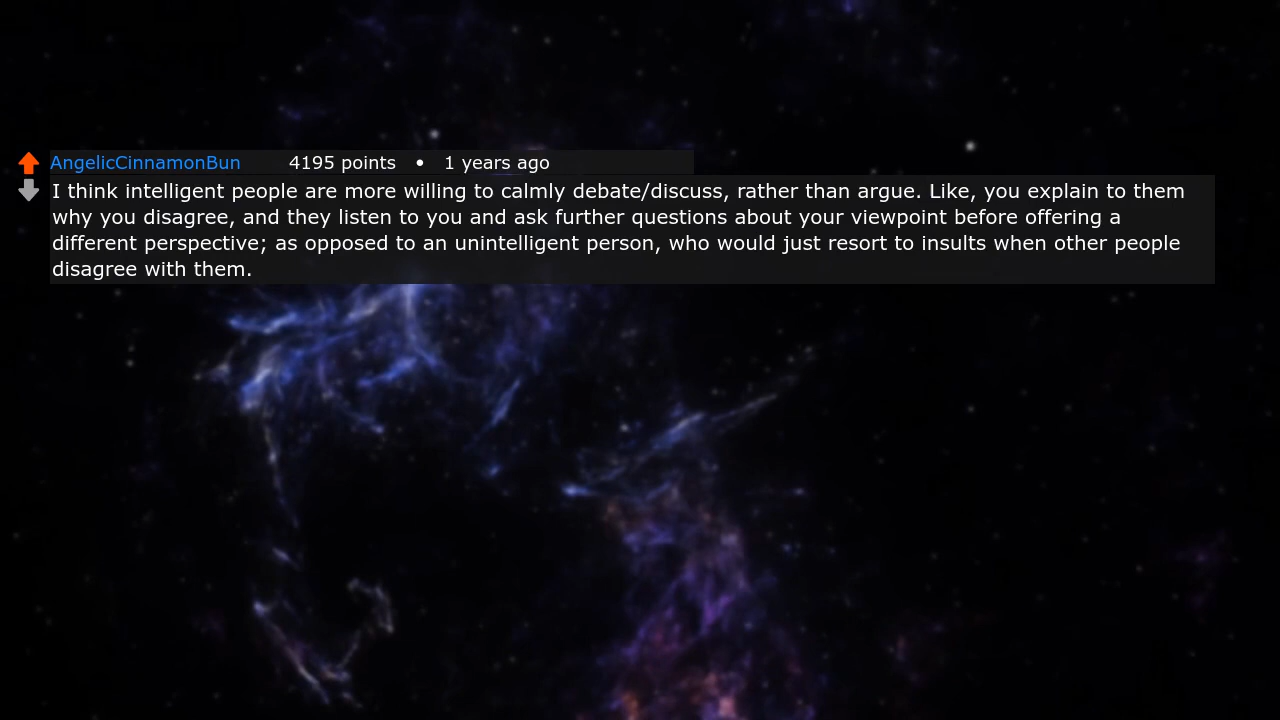 AngelicCinnamonBun 4195 points • 1 years ago
I think intelligent people are more willing to calmly debate/discuss, rather than argue. Like, you explain to them
why you disagree, and they listen to you and ask further questions about your viewpoint before offering a
different perspective; as opposed to an unintelligent person, who would just resort to insults when other people
disagree with them.